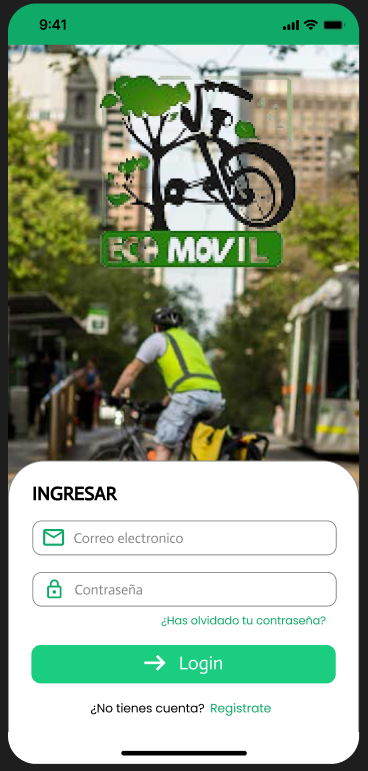 9:41
ECO MOVIL
INGRESAR
Correo electronico
Contraseña
¿Has olvidado tu contraseña?
Login
¿No tienes cuenta? Registrate